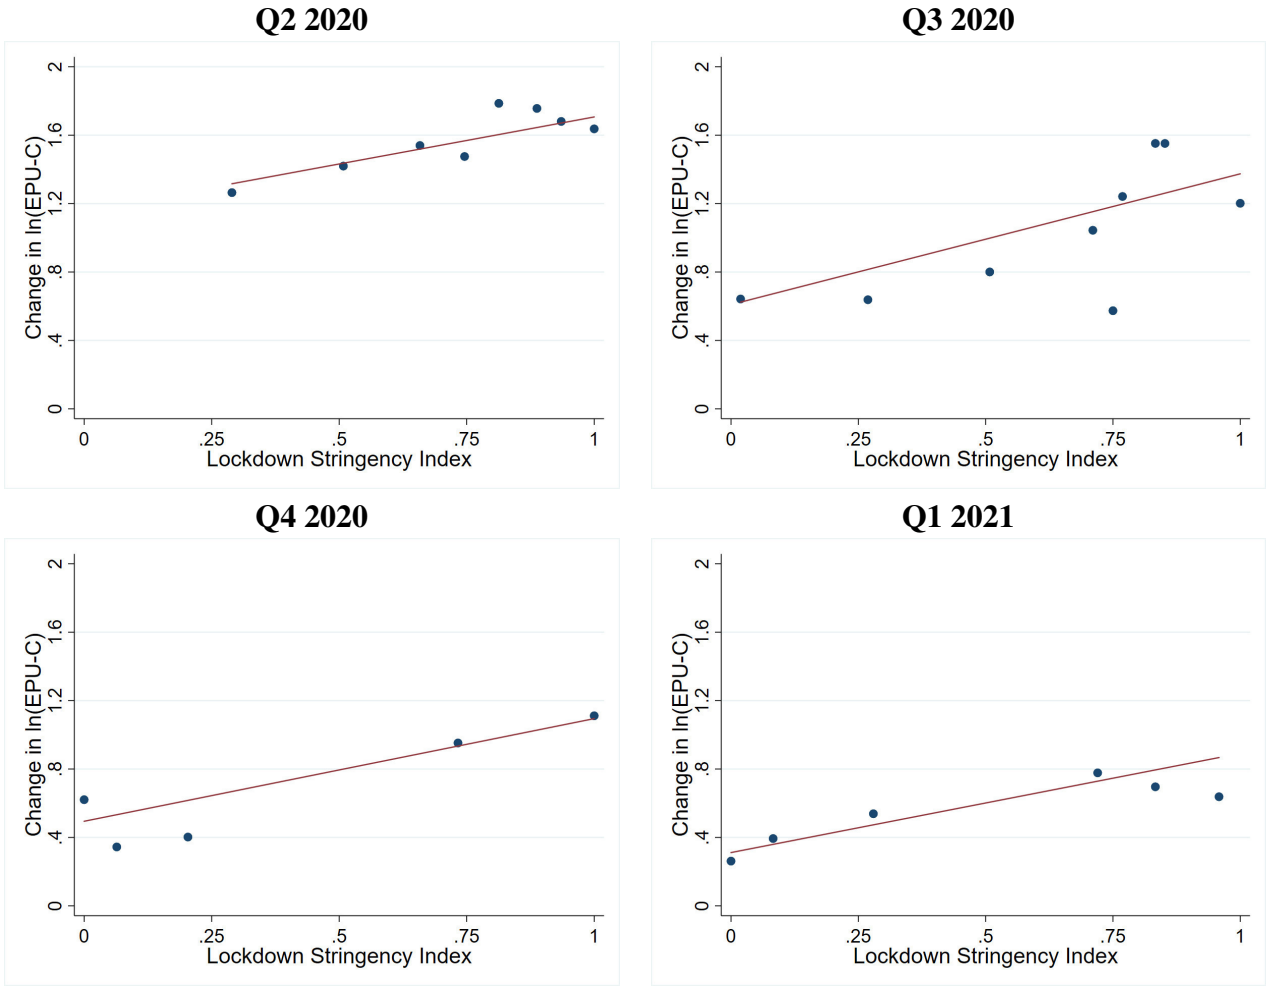 Q2 2020
Change in ln(EPU-C)
2
1.6
1.2
.8
.4
0
0 .25 .5 .75 1
Lockdown Stringency Index
Q3 2020
Change in ln(EPU-C)
2
1.6
1.2
.8
.4
0
0 .25 .5 .75 1
Lockdown Stringency Index
Q4 2020
Change in ln(EPU-C)
2
1.6
1.2
.8
.4
0
0 .25 .5 .75 1
Lockdown Stringency Index
Q1 2021
Change in ln(EPU-C)
2
1.6
1.2
.8
.4
0
0 .25 .5 .75 1
Lockdown Stringency Index